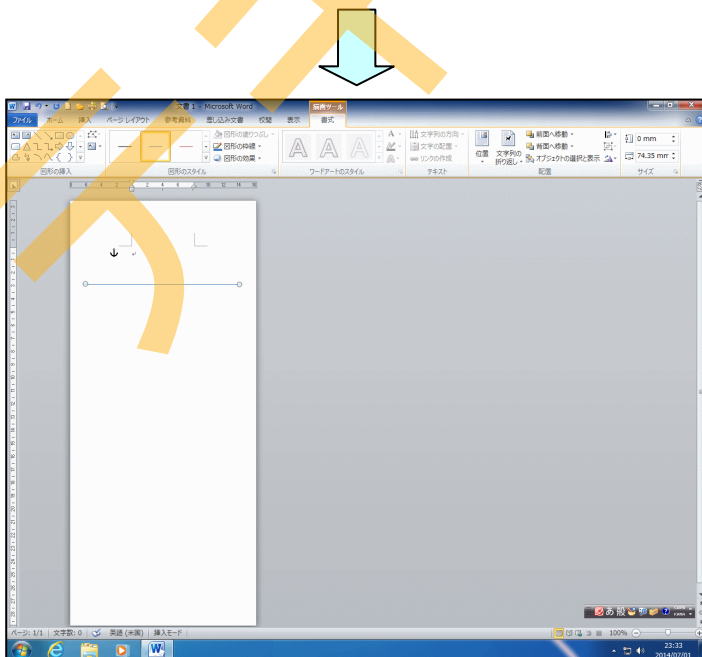 文書 1 - Microsoft Word
描画ツール
ファイル ホーム 挿入 ページ レイアウト 参考資料 差し込み文書 校閲 表示 書式
図形の塗りつぶし
図形の枠線
図形の効果
A A A
A
文字列の方向
文字の配置
リンクの作成
位置
文字列の
折り返し
前面へ移動
背面へ移動
オブジェクトの選択と表示
0 mm
74.35 mm
図形の挿入 図形のスタイル ワードアートのスタイル テキスト 配置 サイズ
あ 般
CAPS
KANA
ページ: 1/1 文字数: 0 英語 (米国) 挿入モード 100%
23:33
2014/07/01